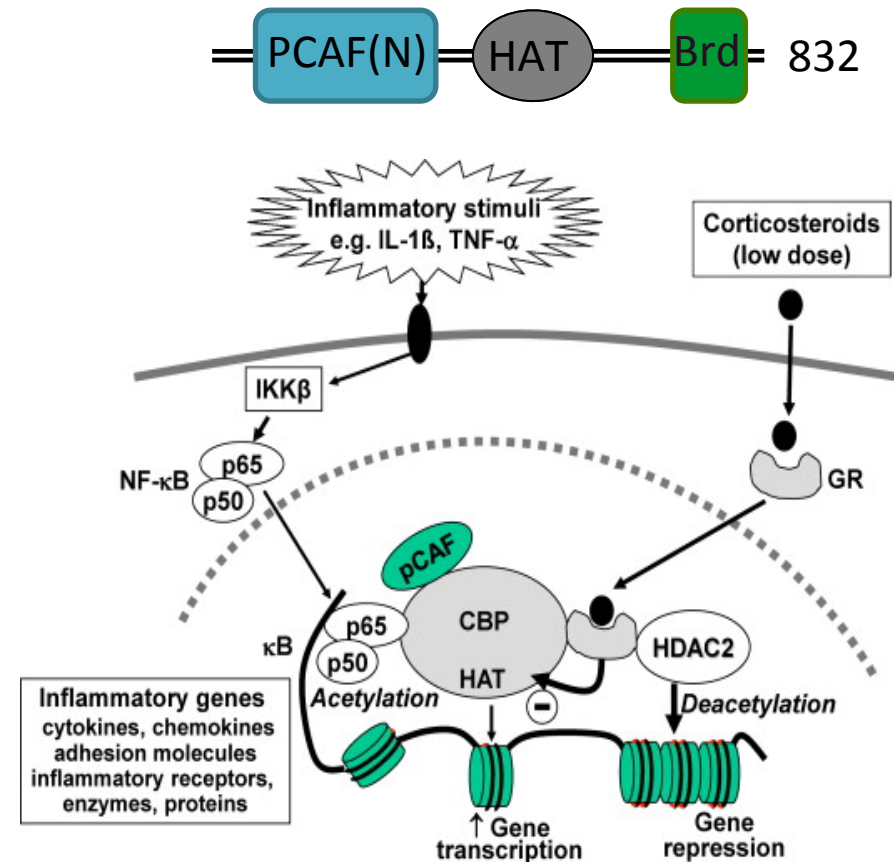 PCAF(N) HAT Brd 832
Inflammatory stimuli
e.g. IL-1ß, TNF-α
Corticosteroids
(low dose)
IKKβ
p65
NF-κB
p50
GR
pCAF
CBP
HAT
κB
p65
p50
Acetylation
HDAC2
Deacetylation
−
Inflammatory genes
cytokines, chemokines
adhesion molecules
inflammatory receptors,
enzymes, proteins
↑ Gene
transcription
Gene
repression